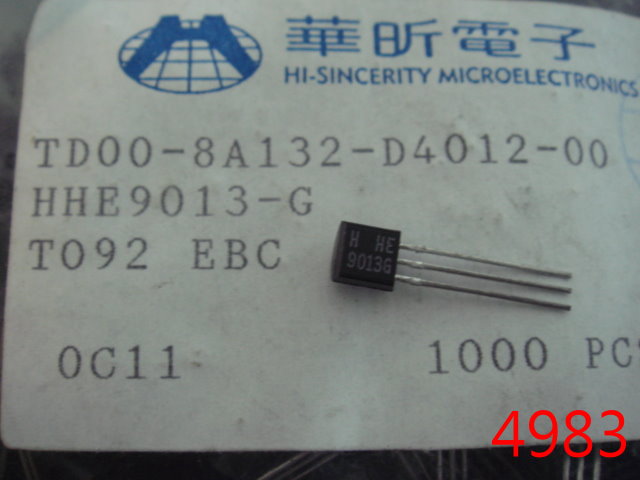 華昕電子
HI-SINCERITY MICROELECTRONICS
TD00-8A132-D4012-00
HHE9013-G
TO92 EBC
H HE
9013G
0C11
1000 PC
4983